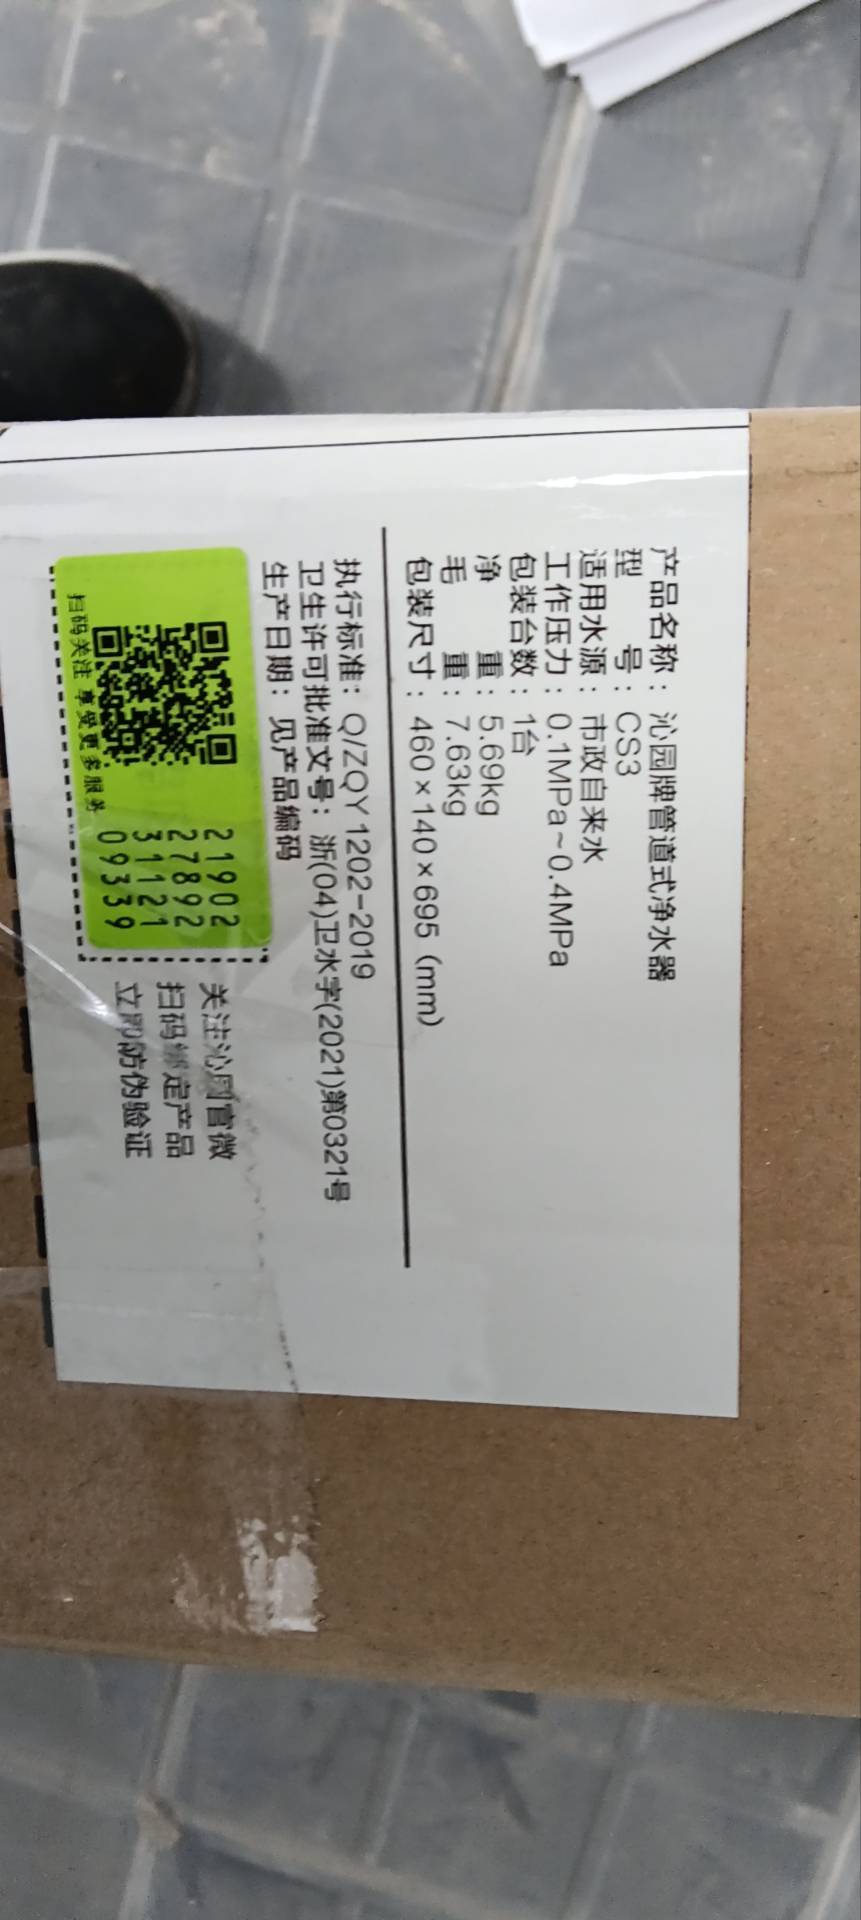 产品名称：沁园牌管道式净水器
型号：CS3
适用水源：市政自来水
工作压力：0.1MPa~0.4MPa
包装台数：1台
净重：5.69kg
毛重：7.63kg
包装尺寸：460×140×695（mm）
执行标准：Q/ZQY 1202-2019
卫生许可批准文号：浙(04)卫水字(2021)第0321号
生产日期：见产品编码
21902
27892
31121
09339
扫码关注 享受更多服务
关注沁园官微
扫码绑定产品
立即防伪验证